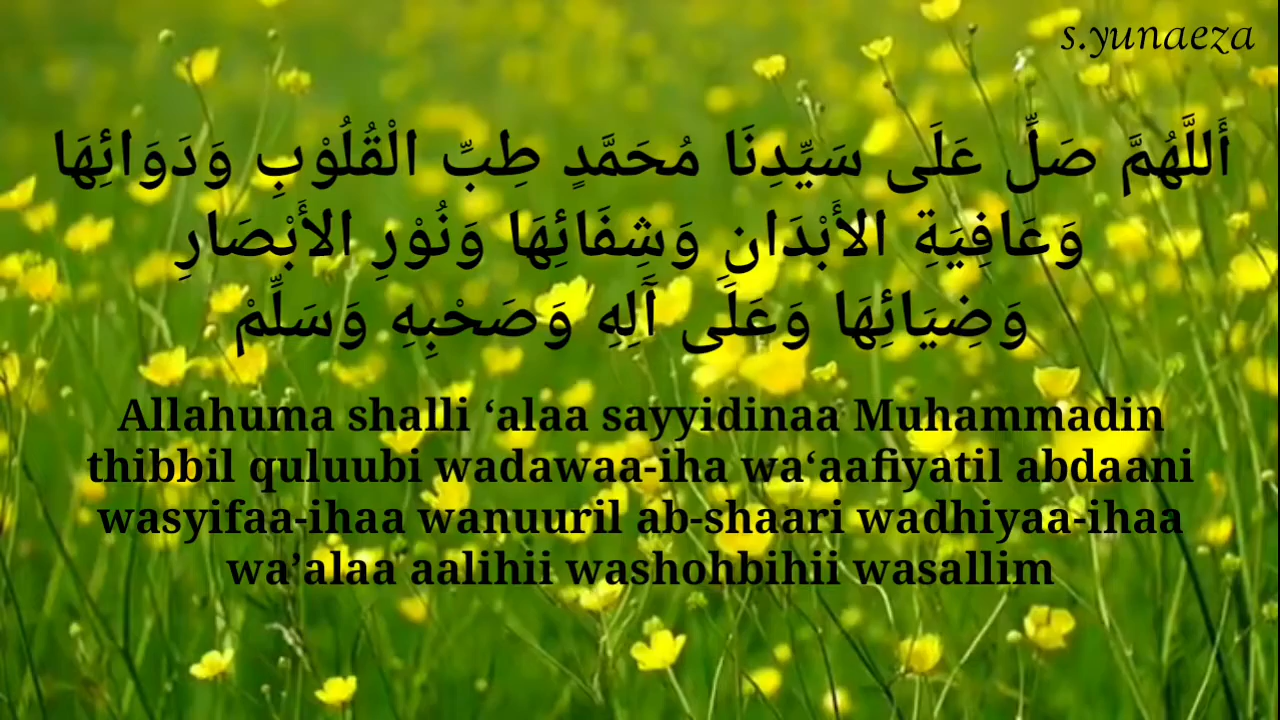 s.yunaeza
أَللَّهُمَّ صَلِّ عَلَى سَيِّدِنَا مُحَمَّدٍ طِبِّ الْقُلُوْبِ وَدَوَائِهَا
وَعَافِيَةِ الأَبْدَانِ وَشِفَائِهَا وَنُوْرِ الأَبْصَارِ
وَضِيَائِهَا وَعَلَى آَلِهِ وَصَحْبِهِ وَسَلِّمْ
Allahuma shalli ‘alaa sayyidinaa Muhammadin
thibbil quluubi wadawaa-iha wa‘aafiyatil abdaani
wasyifaa-ihaa wanuuril ab-shaari wadhiyaa-ihaa
wa’alaa aalihii washohbihii wasallim